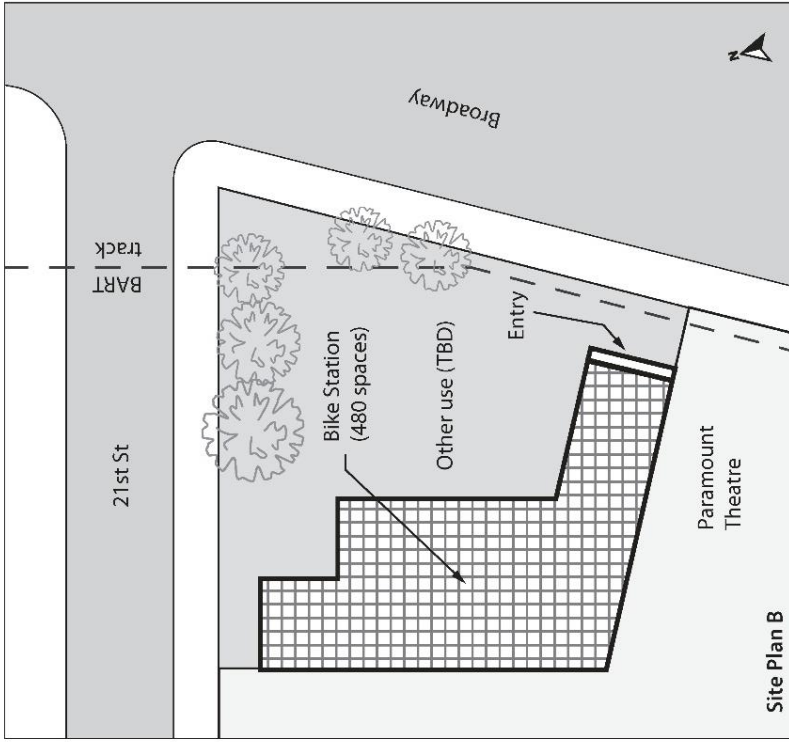 Broadway
N
BART
track
21st St
Bike Station
(480 spaces)
Other use (TBD)
Entry
Paramount
Theatre
Site Plan B